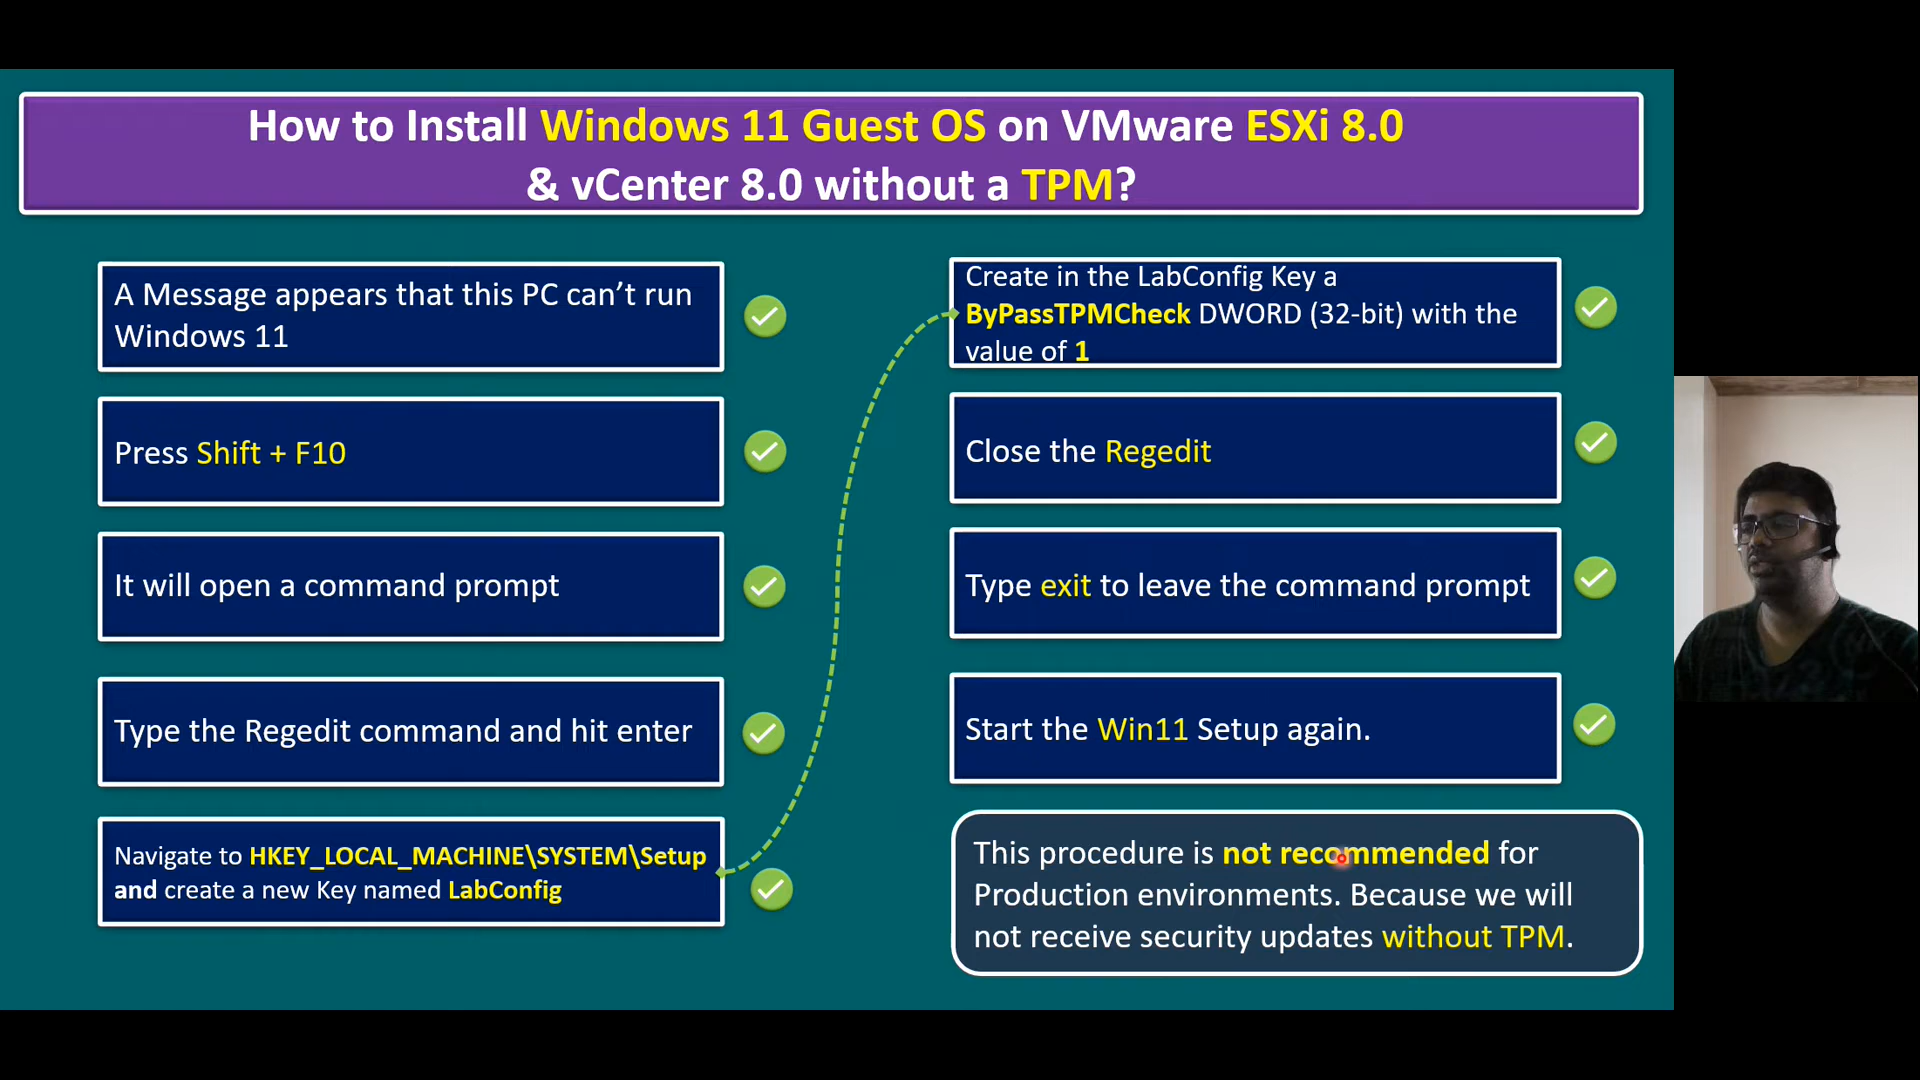 How to Install Windows 11 Guest OS on VMware ESXi 8.0
& vCenter 8.0 without a TPM?
A Message appears that this PC can’t run
Windows 11
Press Shift + F10
It will open a command prompt
Type the Regedit command and hit enter
Navigate to HKEY_LOCAL_MACHINE\SYSTEM\Setup
and create a new Key named LabConfig
Create in the LabConfig Key a
ByPassTPMCheck DWORD (32-bit) with the
value of 1
Close the Regedit
Type exit to leave the command prompt
Start the Win11 Setup again.
This procedure is not recommended for
Production environments. Because we will
not receive security updates without TPM.